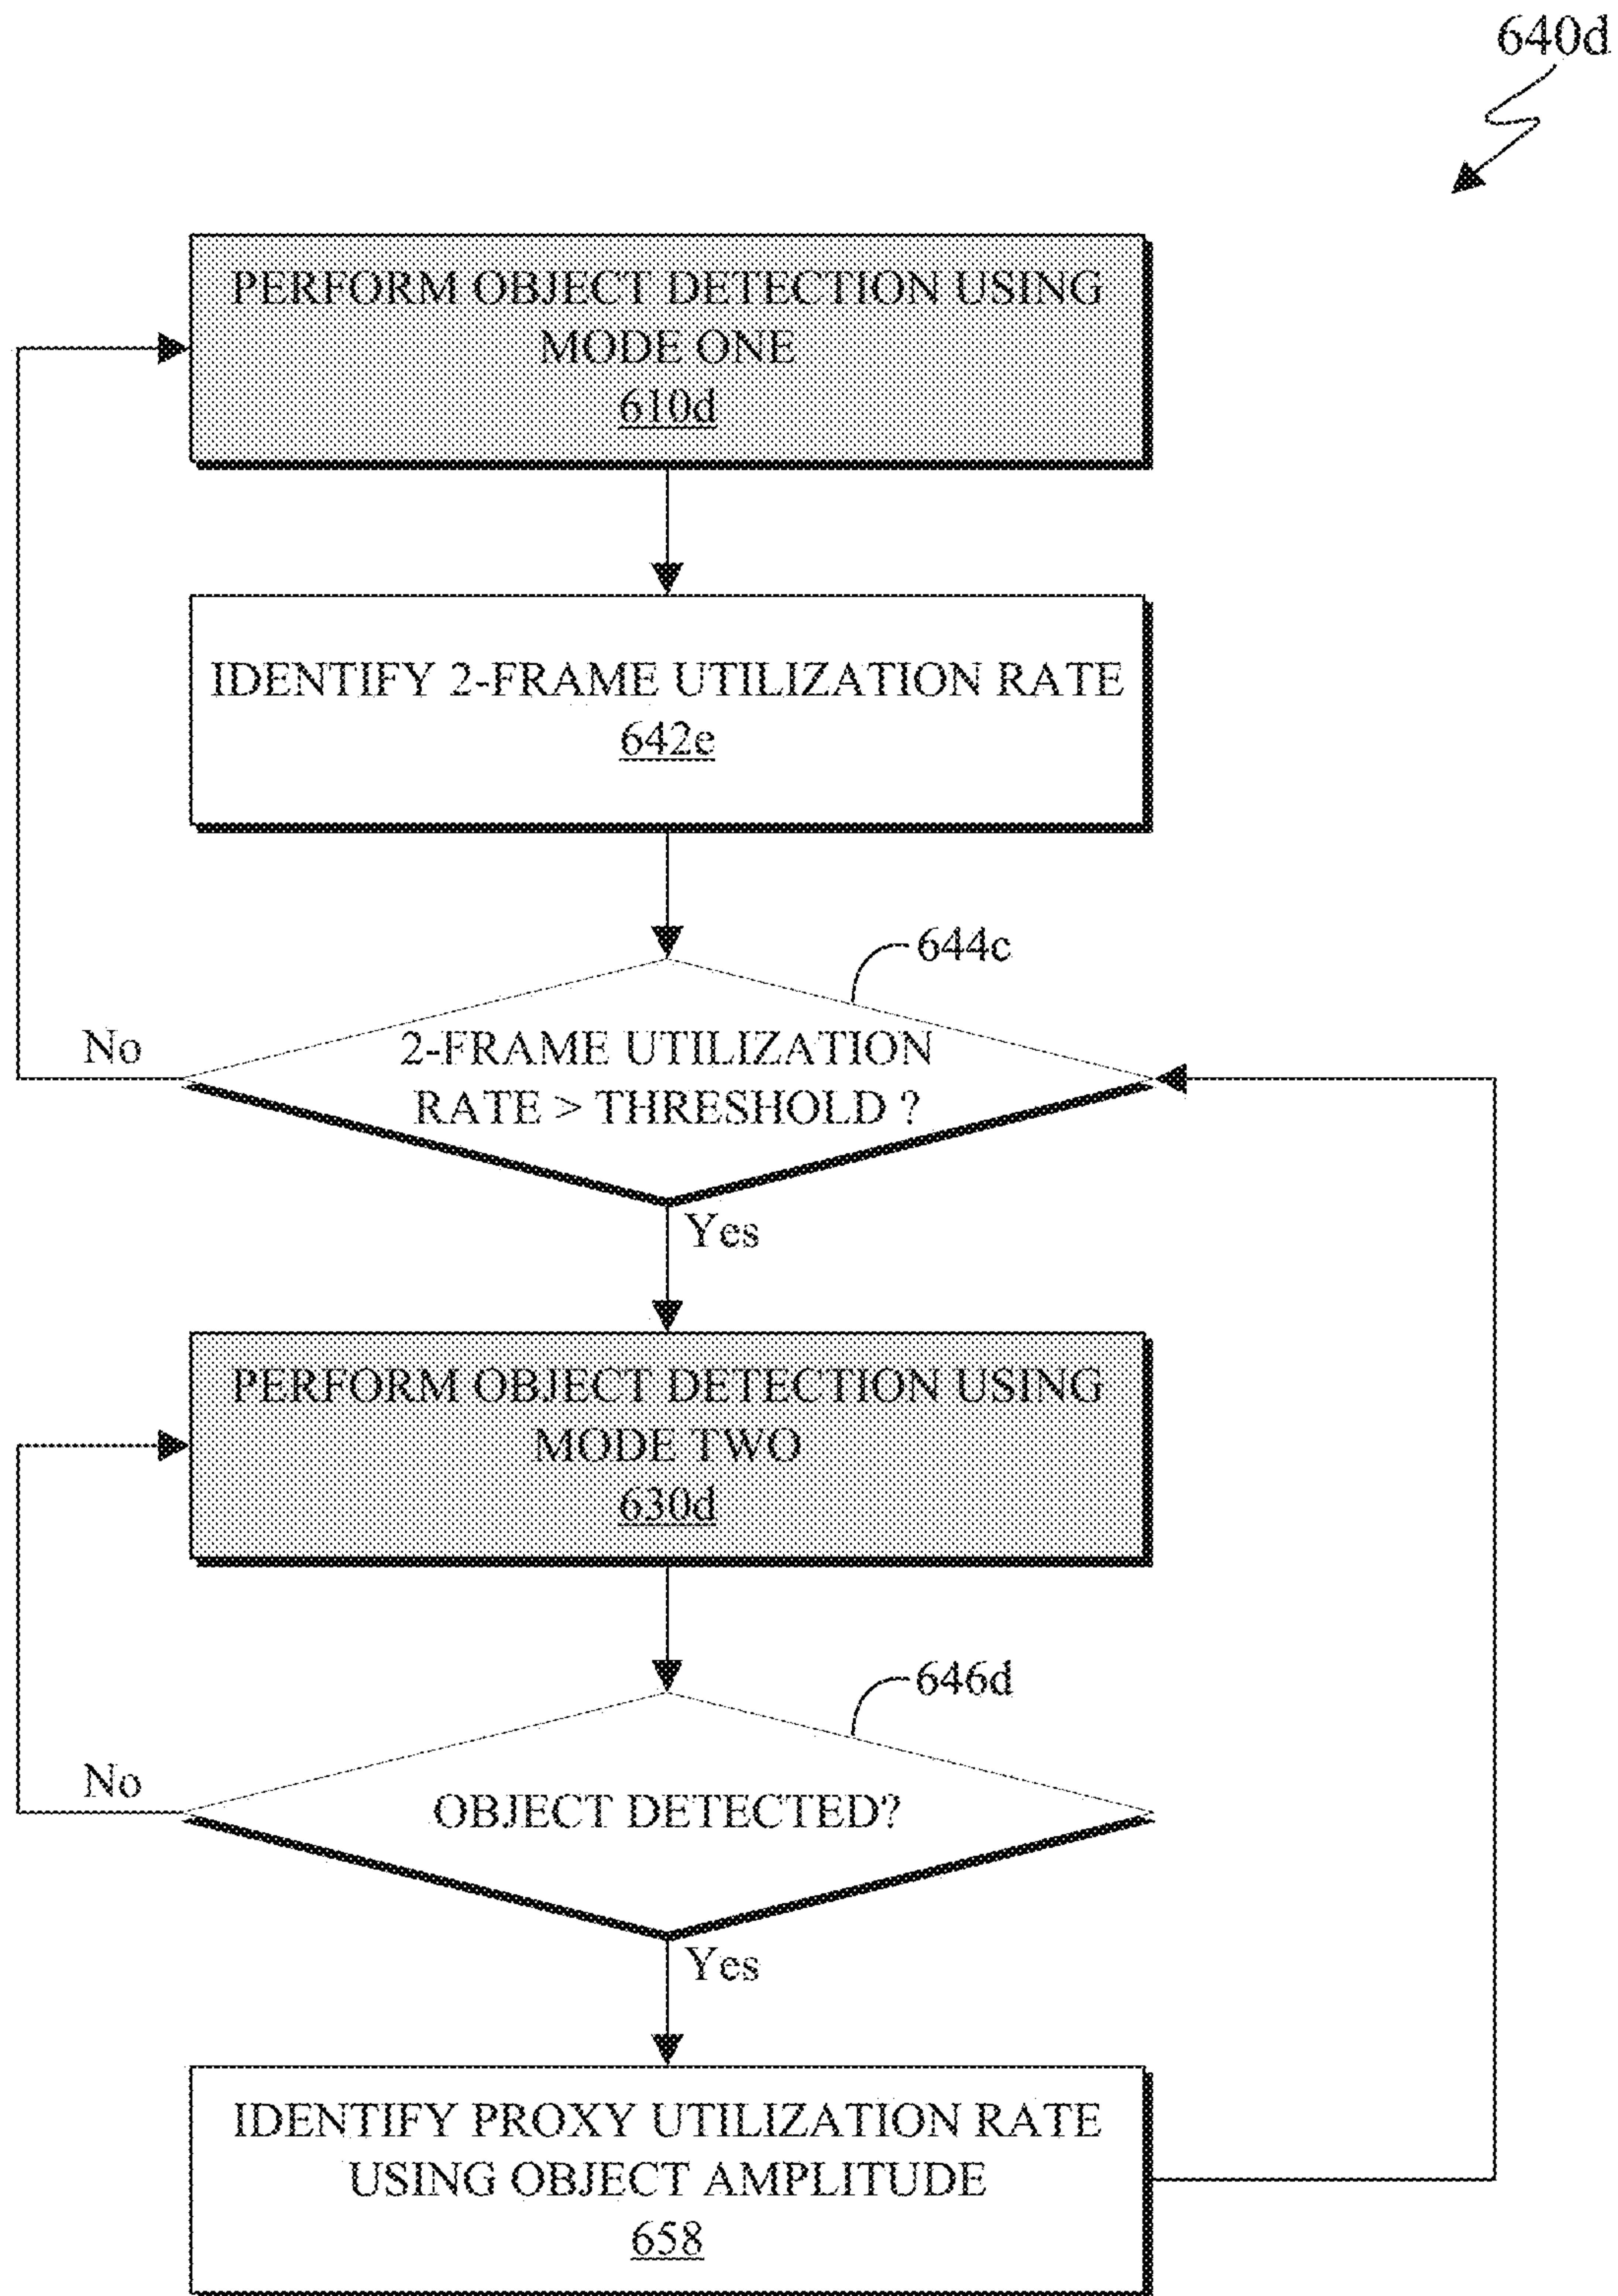 640d
PERFORM OBJECT DETECTION USING
MODE ONE
610d
IDENTIFY 2-FRAME UTILIZATION RATE
642e
644c
2-FRAME UTILIZATION
RATE > THRESHOLD ?
No
Yes
PERFORM OBJECT DETECTION USING
MODE TWO
630d
646d
OBJECT DETECTED?
No
Yes
IDENTIFY PROXY UTILIZATION RATE
USING OBJECT AMPLITUDE
658